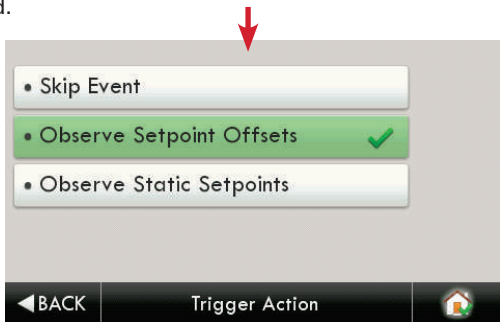 d.
• Skip Event
• Observe Setpoint Offsets
• Observe Static Setpoints
BACK Trigger Action